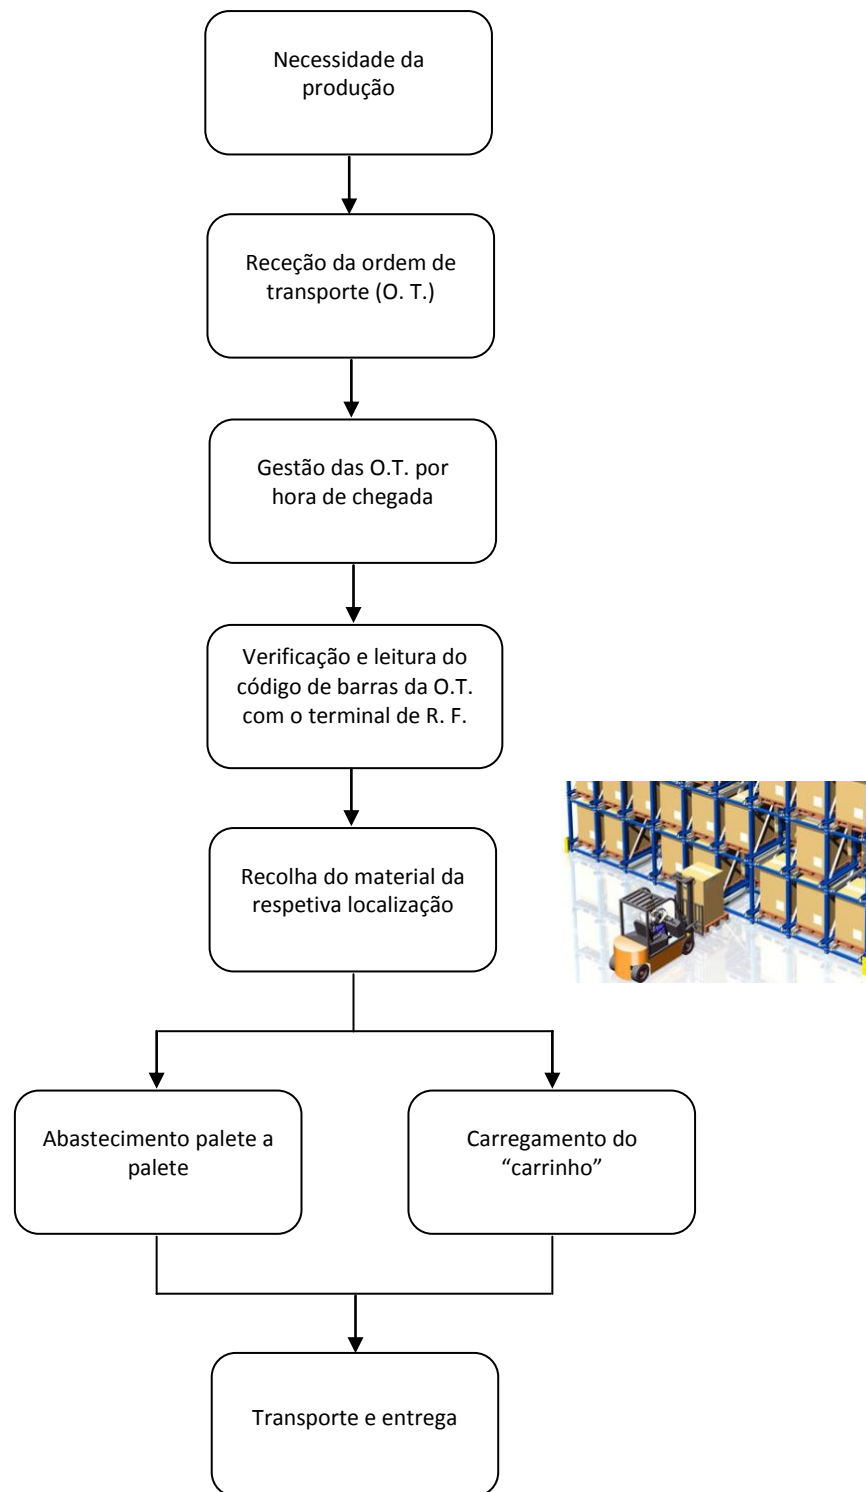 Necessidade da
produção
Receção da ordem de
transporte (O. T.)
Gestão das O.T. por
hora de chegada
Verificação e leitura do
código de barras da O.T.
com o terminal de R. F.
Recolha do material da
respetiva localização
Abastecimento palete a
palete
Carregamento do
“carrinho”
Transporte e entrega